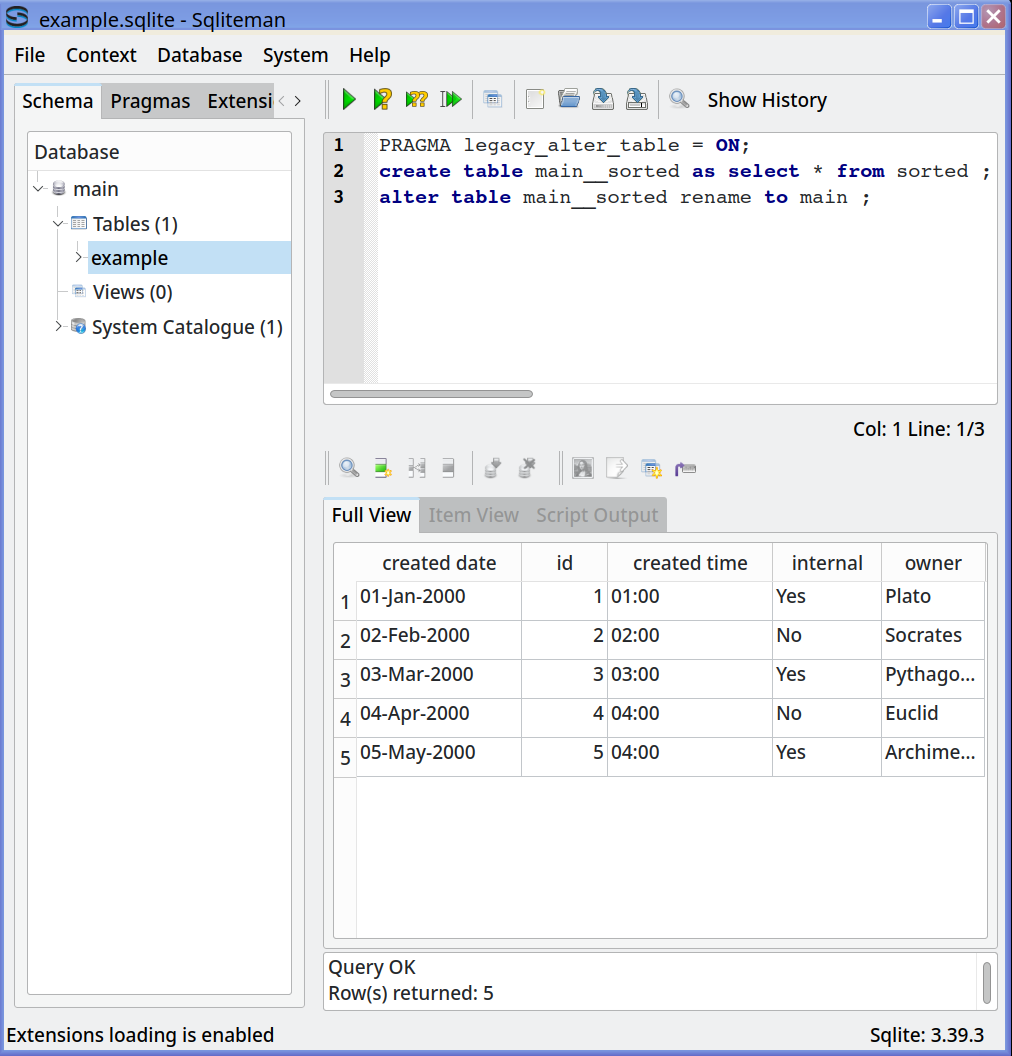 example.sqlite - Sqliteman
File Context Database System Help
Schema Pragmas Extensi
Show History
Database
main
Tables (1)
example
Views (0)
System Catalogue (1)
1 PRAGMA legacy_alter_table = ON;
2 create table main__sorted as select * from sorted ;
3 alter table main__sorted rename to main ;
Col: 1 Line: 1/3
Full View Item View Script Output
created date id created time internal owner
1 01-Jan-2000 1 01:00 Yes Plato
2 02-Feb-2000 2 02:00 No Socrates
3 03-Mar-2000 3 03:00 Yes Pythago...
4 04-Apr-2000 4 04:00 No Euclid
5 05-May-2000 5 04:00 Yes Archime...
Query OK
Row(s) returned: 5
Extensions loading is enabled
Sqlite: 3.39.3